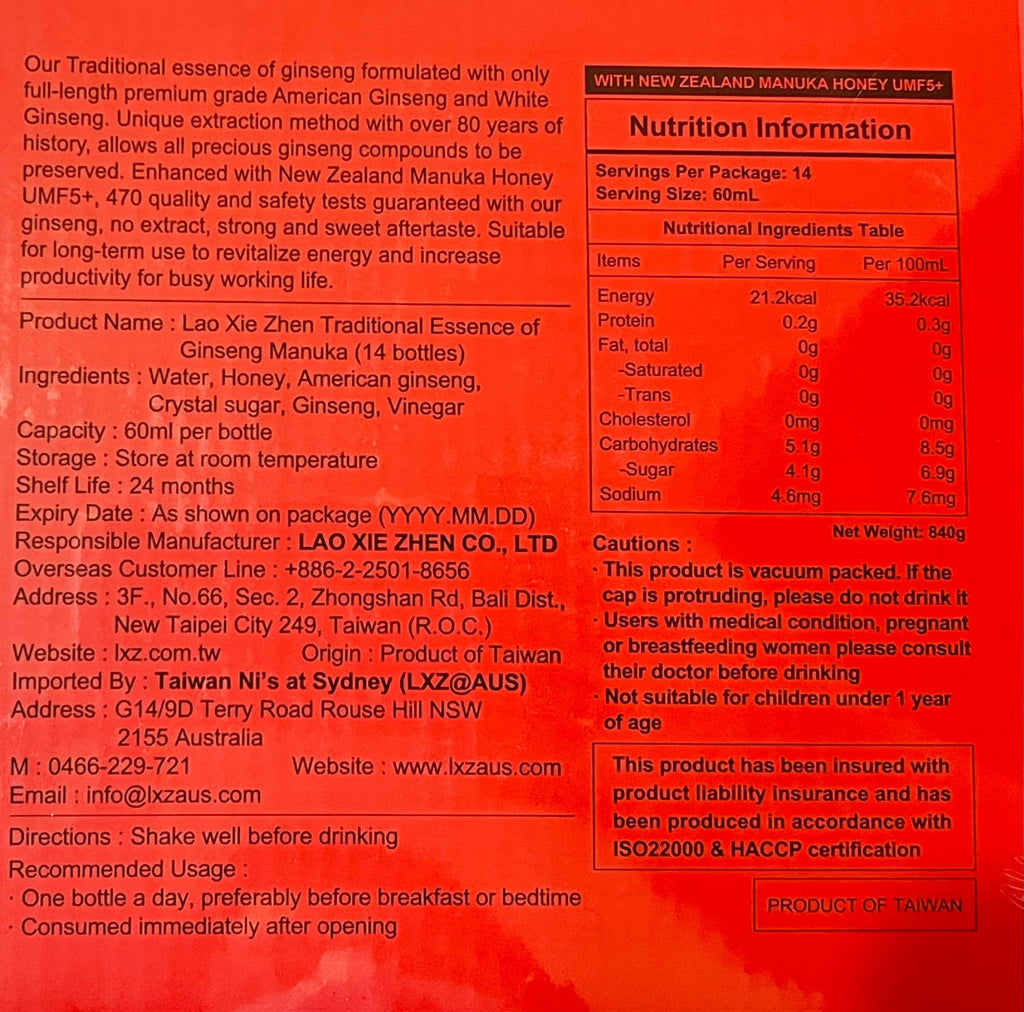 Our Traditional essence of ginseng formulated with only
full-length premium grade American Ginseng and White
Ginseng. Unique extraction method with over 80 years of
history, allows all precious ginseng compounds to be
preserved. Enhanced with New Zealand Manuka Honey
UMF5+, 470 quality and safety tests guaranteed with our
ginseng, no extract, strong and sweet aftertaste. Suitable
for long-term use to revitalize energy and increase
productivity for busy working life.
Product Name : Lao Xie Zhen Traditional Essence of
Ginseng Manuka (14 bottles)
Ingredients : Water, Honey, American ginseng,
Crystal sugar, Ginseng, Vinegar
Capacity : 60ml per bottle
Storage : Store at room temperature
Shelf Life : 24 months
Expiry Date : As shown on package (YYYY.MM.DD)
Responsible Manufacturer : LAO XIE ZHEN CO., LTD
Overseas Customer Line : +886-2-2501-8656
Address : 3F., No.66, Sec. 2, Zhongshan Rd, Bali Dist.,
New Taipei City 249, Taiwan (R.O.C.)
Website : lxz.com.tw Origin : Product of Taiwan
Imported By : Taiwan Ni's at Sydney (LXZ@AUS)
Address : G14/9D Terry Road Rouse Hill NSW
2155 Australia
M : 0466-229-721 Website : www.lxzaus.com
Email : info@lxzaus.com
Directions : Shake well before drinking
Recommended Usage :
· One bottle a day, preferably before breakfast or bedtime
· Consumed immediately after opening
WITH NEW ZEALAND MANUKA HONEY UMF5+
Nutrition Information
Servings Per Package: 14
Serving Size: 60mL
Nutritional Ingredients Table
Items Per Serving Per 100mL
Energy 21.2kcal 35.2kcal
Protein 0.2g 0.3g
Fat, total 0g 0g
-Saturated 0g 0g
-Trans 0g 0g
Cholesterol 0mg 0mg
Carbohydrates 5.1g 8.5g
-Sugar 4.1g 6.9g
Sodium 4.6mg 7.6mg
Net Weight: 840g
Cautions :
· This product is vacuum packed. If the
cap is protruding, please do not drink it
· Users with medical condition, pregnant
or breastfeeding women please consult
their doctor before drinking
· Not suitable for children under 1 year
of age
This product has been insured with
product liability insurance and has
been produced in accordance with
ISO22000 & HACCP certification
PRODUCT OF TAIWAN